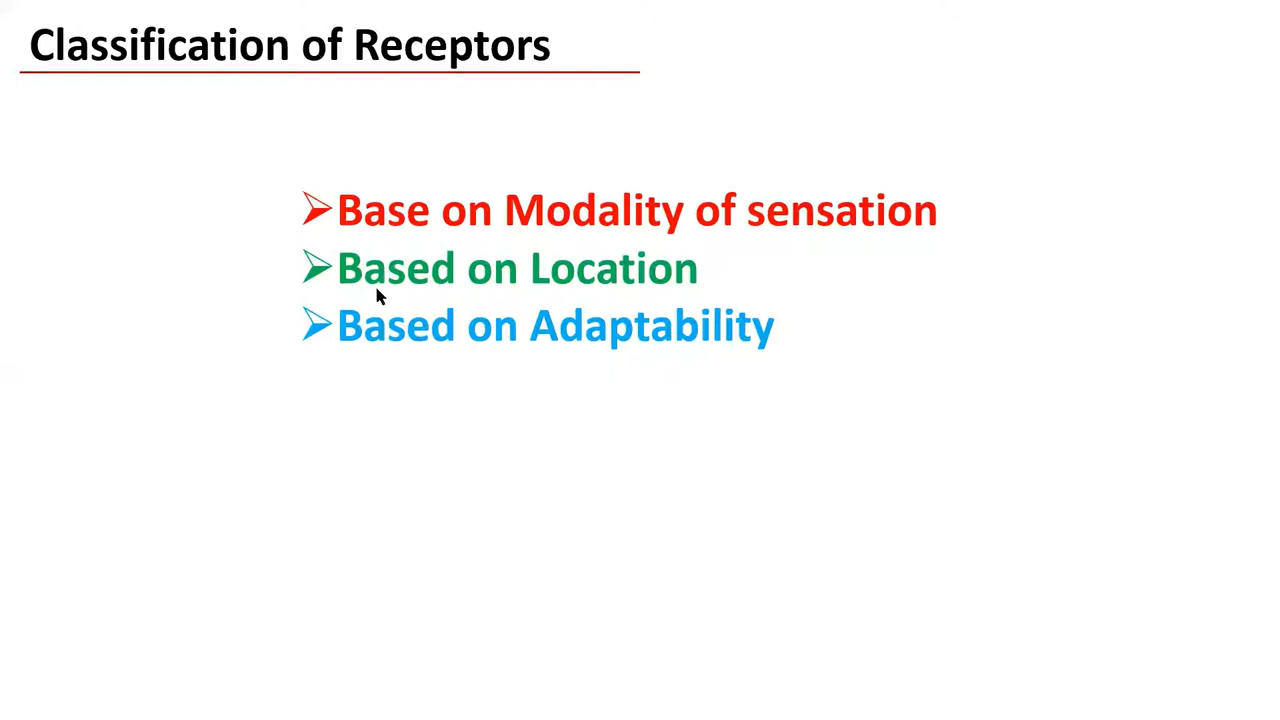 Classification of Receptors
➢Base on Modality of sensation
➢Based on Location
➢Based on Adaptability